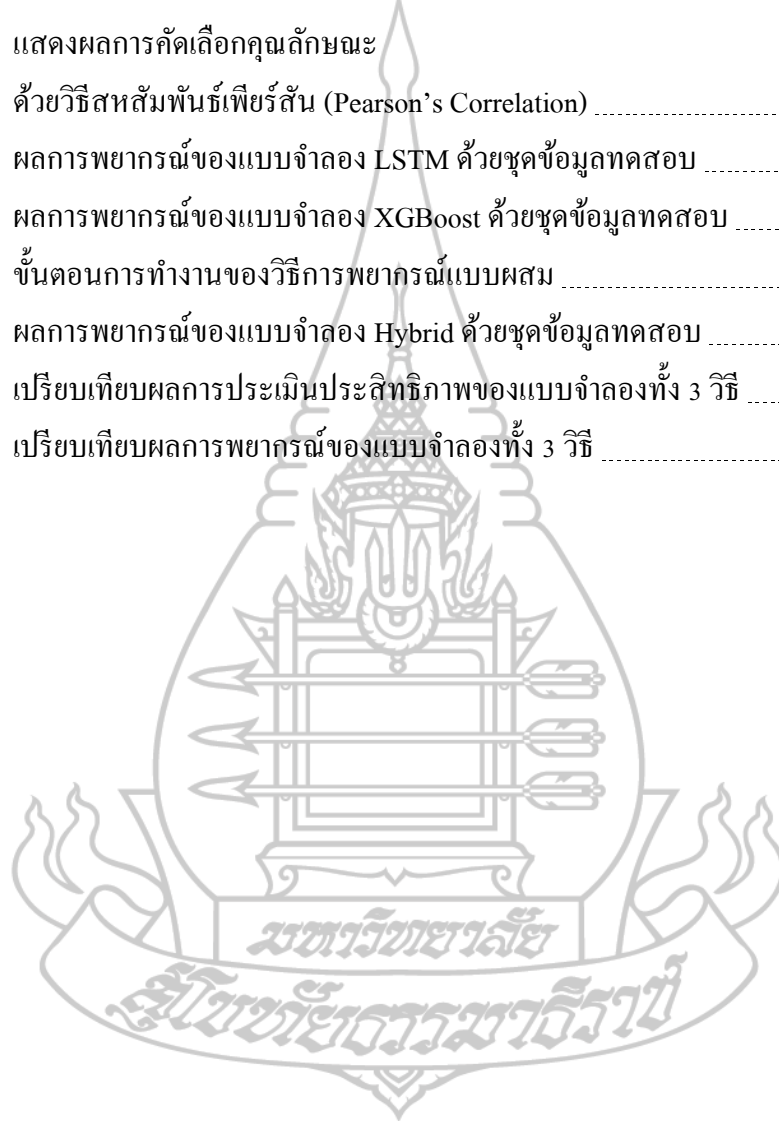 แสดงผลการคัดเลือกคุณลักษณะ
ด้วยวิธีสหสัมพันธ์เพียร์สัน (Pearson’s Correlation)
ผลการพยากรณ์ของแบบจำลอง LSTM ด้วยชุดข้อมูลทดสอบ
ผลการพยากรณ์ของแบบจำลอง XGBoost ด้วยชุดข้อมูลทดสอบ
ขั้นตอนการทำงานของวิธีการพยากรณ์แบบผสม
ผลการพยากรณ์ของแบบจำลอง Hybrid ด้วยชุดข้อมูลทดสอบ
เปรียบเทียบผลการประเมินประสิทธิภาพของแบบจำลองทั้ง 3 วิธี
เปรียบเทียบผลการพยากรณ์ของแบบจำลองทั้ง 3 วิธี
มหาวิทยาลัย
สุโขทัยธรรมาธิราช